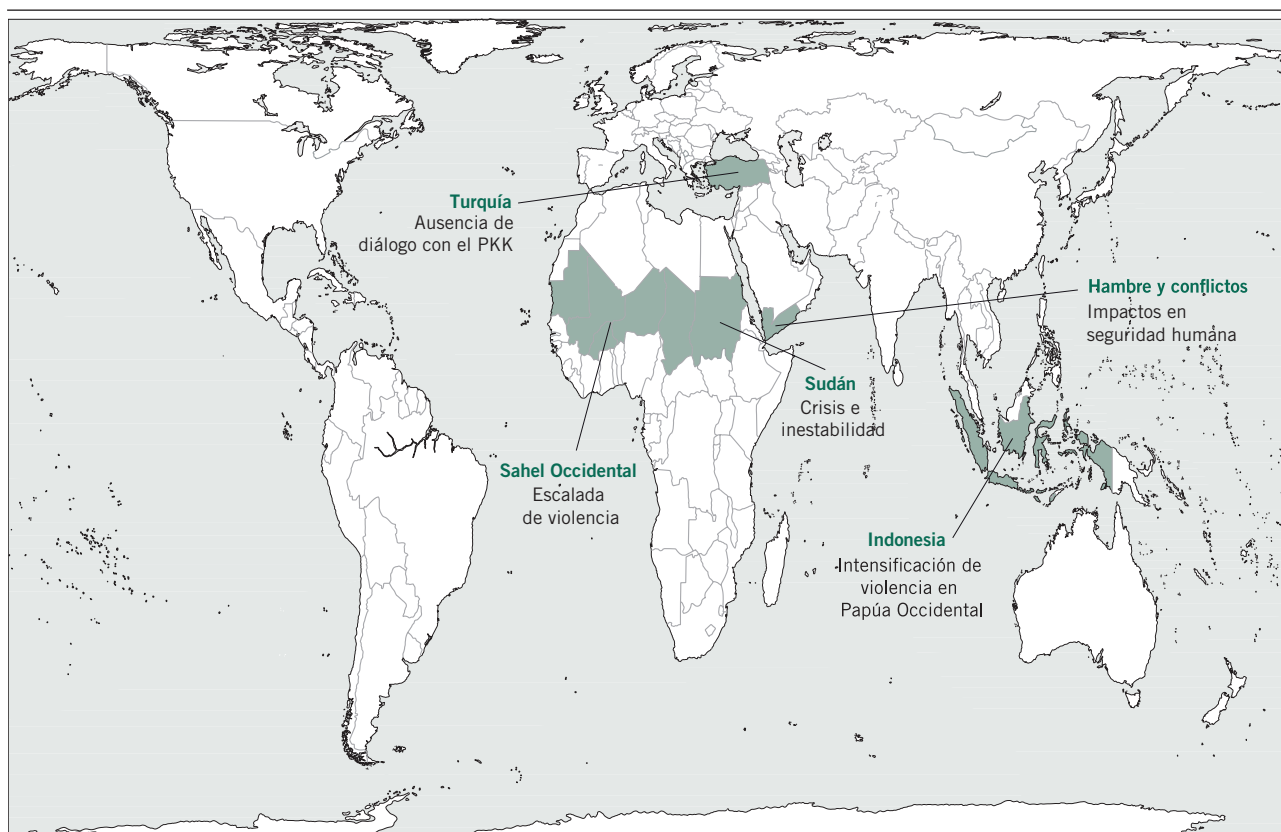 Turquía
Ausencia de
diálogo con el PKK
Hambre y conflictos
Impactos en
seguridad humana
Sudán
Crisis e
inestabilidad
Sahel Occidental
Escalada
de violencia
Indonesia
Intensificación de
violencia en
Papúa Occidental